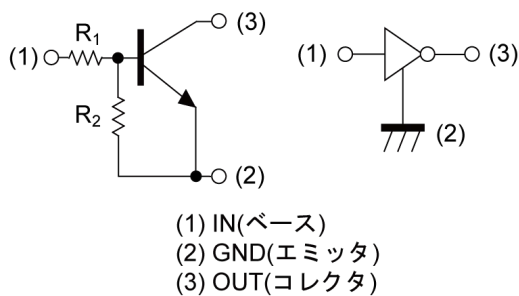 (1)
R1
R2
(3)
(2)
(1)
(3)
(2)
(1) IN(ベース)
(2) GND(エミッタ)
(3) OUT(コレクタ)